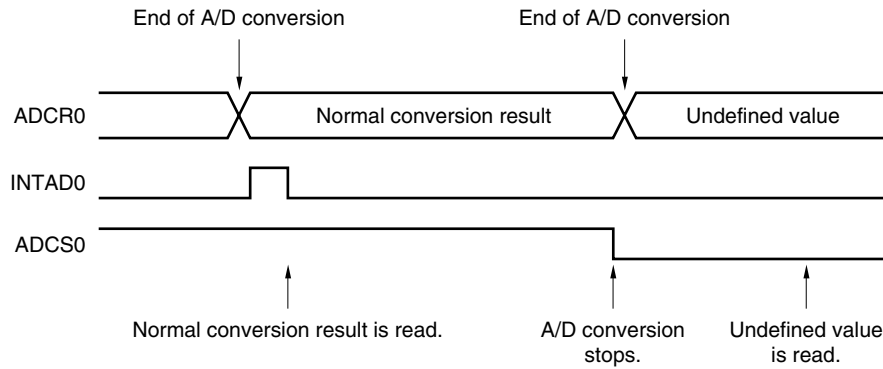 End of A/D conversion
End of A/D conversion
ADCR0
Normal conversion result
Undefined value
INTAD0
ADCS0
Normal conversion result is read.
A/D conversion
stops.
Undefined value
is read.